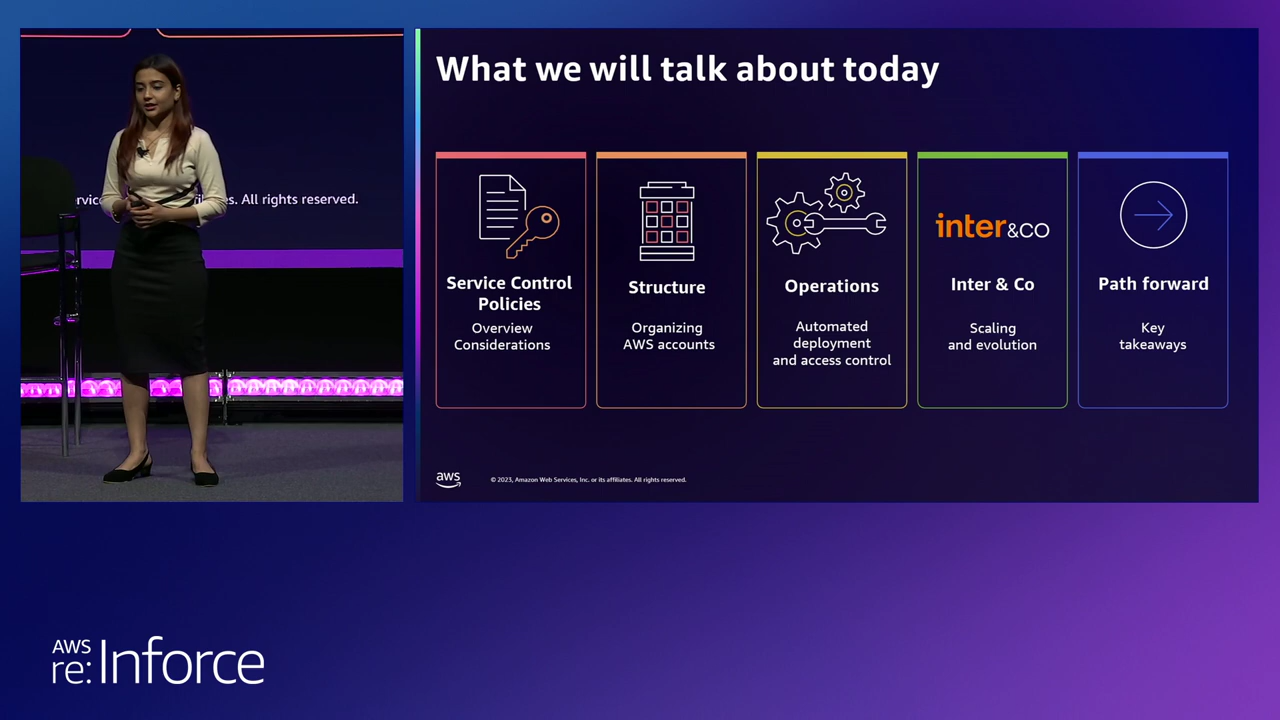 rvice
es. All rights reserved.
What we will talk about today
Service Control
Policies
Overview
Considerations
Structure
Organizing
AWS accounts
Operations
Automated
deployment
and access control
inter&co
Inter & Co
Scaling
and evolution
Path forward
Key
takeaways
aws
© 2023, Amazon Web Services, Inc. or its affiliates. All rights reserved.
AWS
re:Inforce